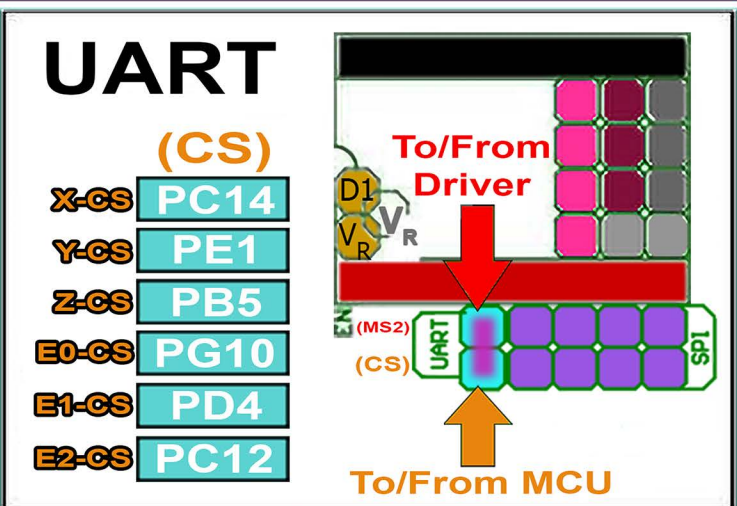 UART
(CS)
X-CS PC14
Y-CS PE1
Z-CS PB5
E0-CS PG10
E1-CS PD4
E2-CS PC12
To/From
Driver
D1
VR
VR
EN
(MS2)
(CS)
UART
SPI
To/From MCU